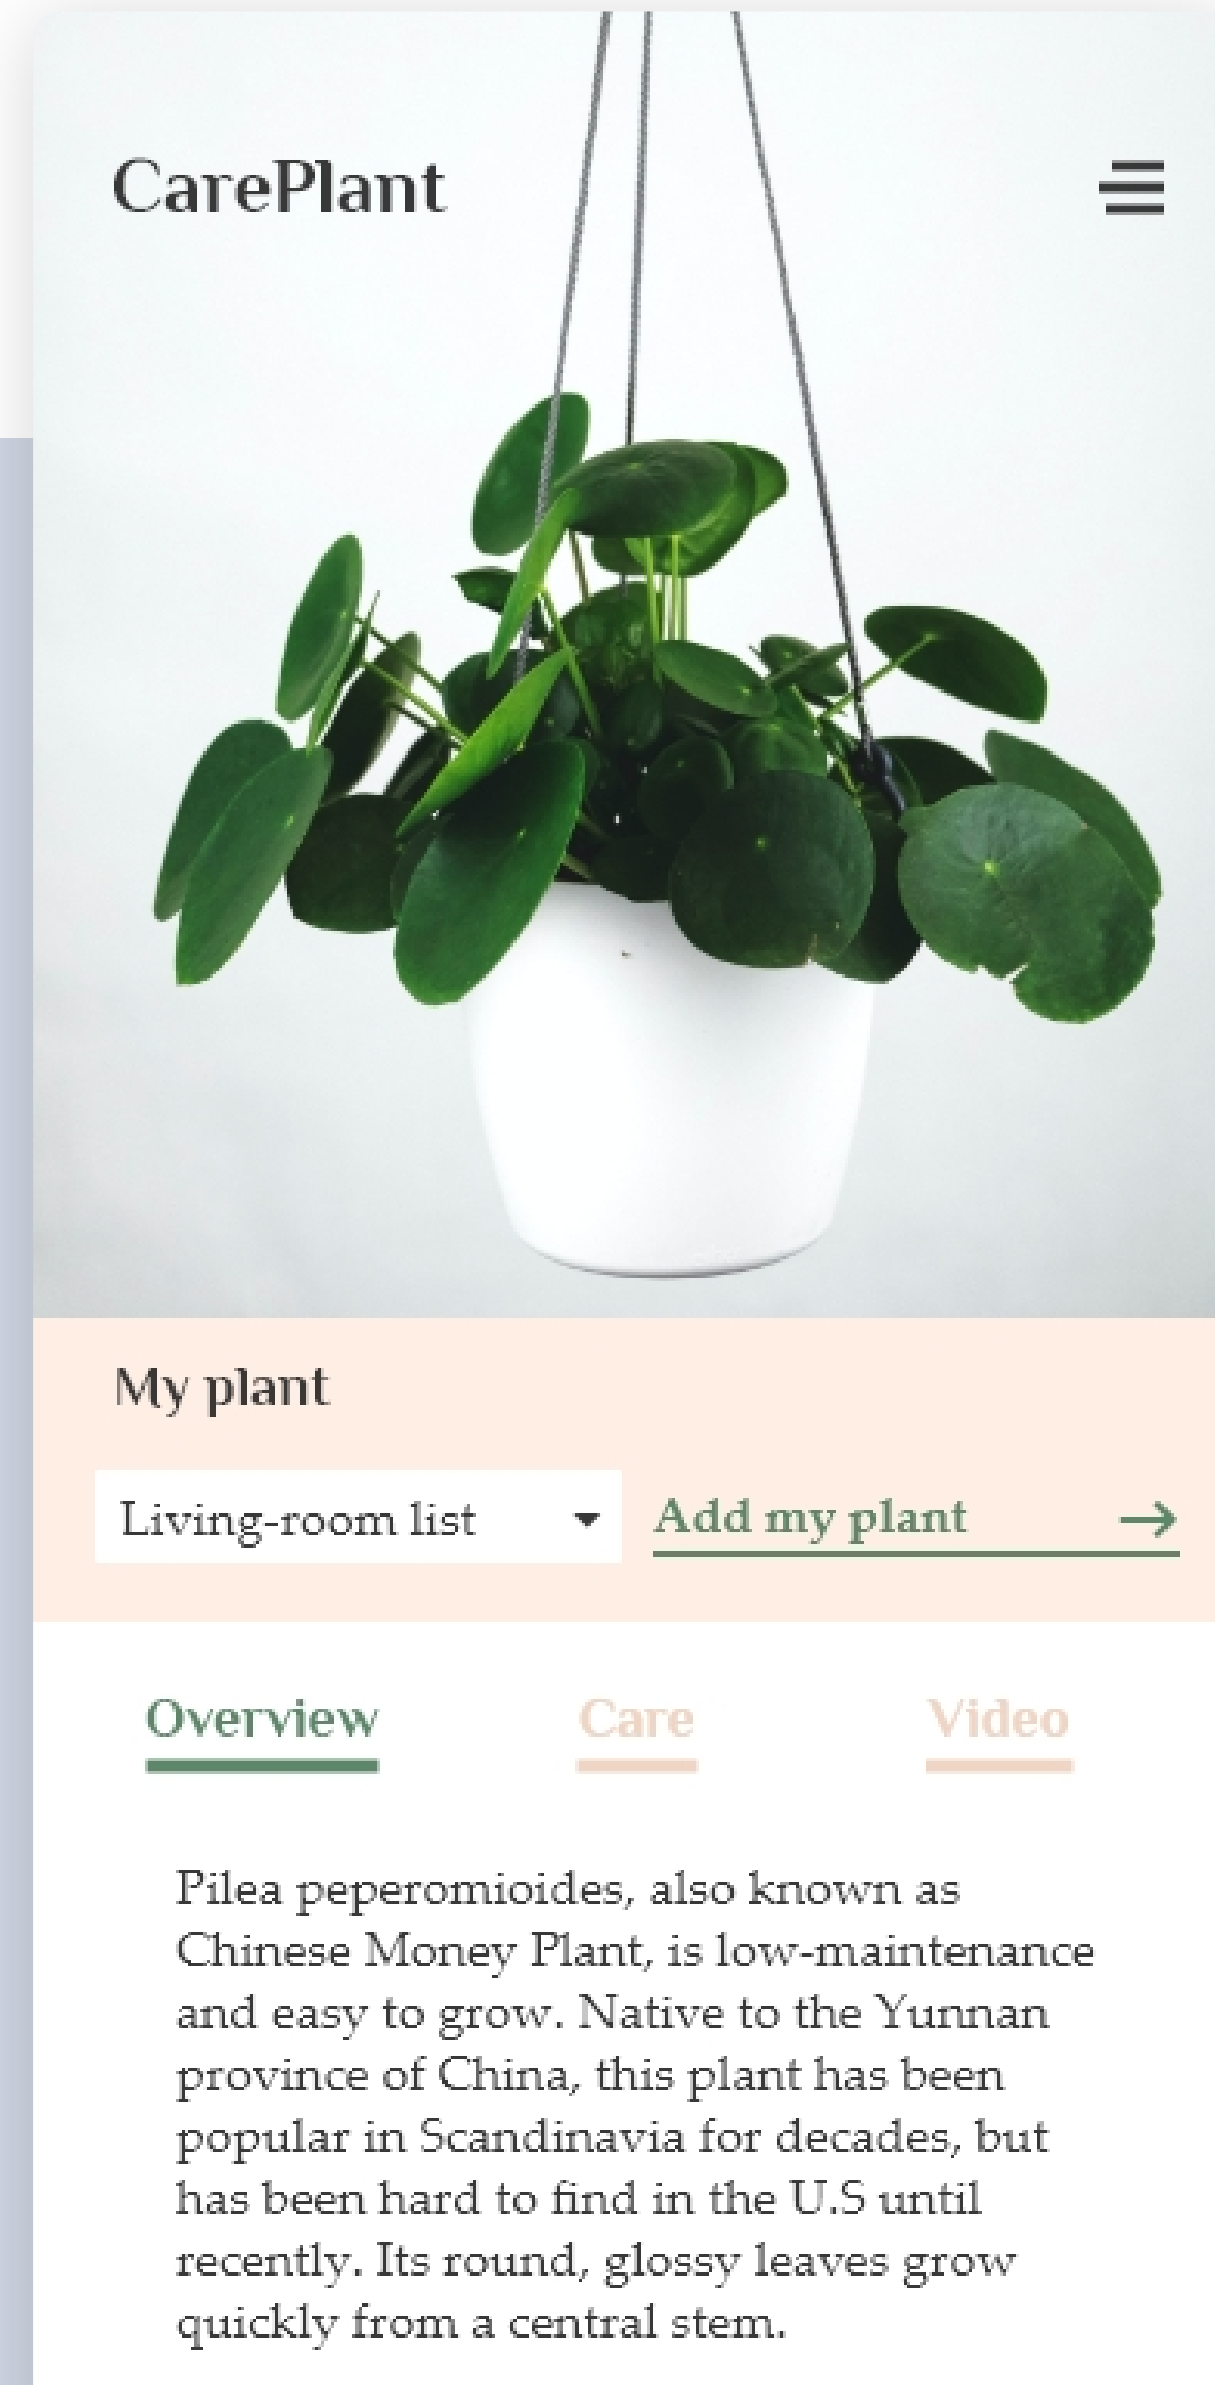 CarePlant
My plant
Living-room list
Add my plant
Overview
Care
Video
Pilea peperomioides, also known as
Chinese Money Plant, is low-maintenance
and easy to grow. Native to the Yunnan
province of China, this plant has been
popular in Scandinavia for decades, but
has been hard to find in the U.S until
recently. Its round, glossy leaves grow
quickly from a central stem.